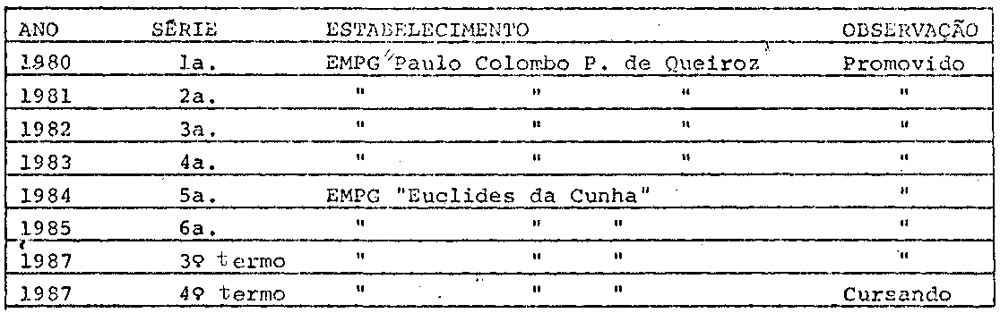 ANO SÉRIE ESTABELECIMENTO OBSERVAÇÃO
1980 1a. EMPG "Paulo Colombo P. de Queiroz" Promovido
1981 2a. " " " "
1982 3a. " " " "
1983 4a. " " " "
1984 5a. EMPG "Euclides da Cunha" "
1985 6a. " " " "
1987 3º termo " " " "
1987 4º termo " " " Cursando